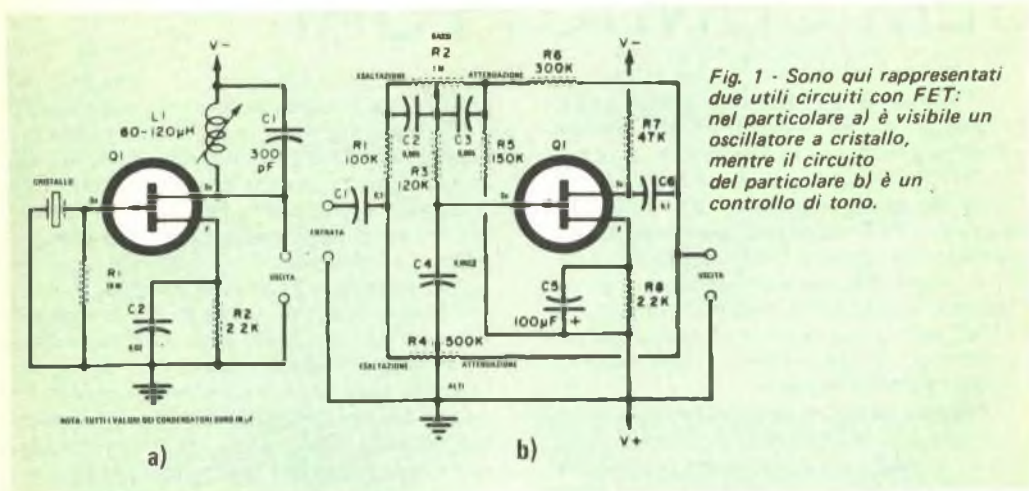 V-
L1
60-120µH
C1
300
pF
Q1
CRISTALLO
R1
C2
R2
2.2K
USCITA
NOTA: TUTTI I VALORI DEI CONDENSATORI SONO IN µF
a)
BASSI
R2
1 M
ESALTAZIONE
ATTENUAZIONE
R6
300K
V-
C2
C3
R1
100K
R3
120K
R5
150K
Q1
R7
47K
C6
C1
0,1
ENTRATA
C4
C5
100µF +
R8
2.2K
USCITA
R4
500K
ESALTAZIONE
ATTENUAZIONE
ALTI
V+
b)
Fig. 1 - Sono qui rappresentati
due utili circuiti con FET:
nel particolare a) è visibile un
oscillatore a cristallo,
mentre il circuito
del particolare b) è un
controllo di tono.